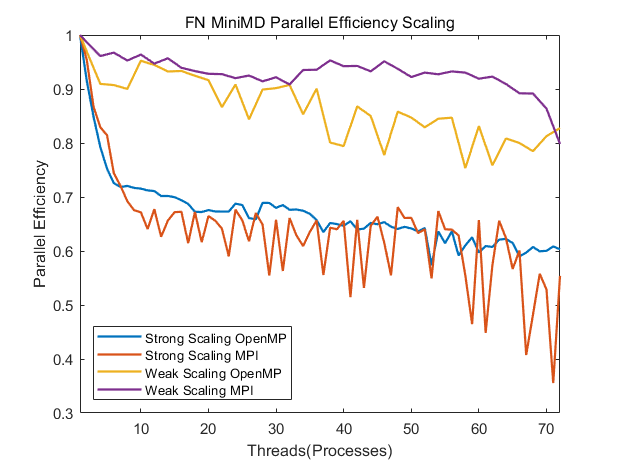 FN MiniMD Parallel Efficiency Scaling
1
0.9
0.8
0.7
0.6
0.5
0.4
0.3
Parallel Efficiency
Strong Scaling OpenMP
Strong Scaling MPI
Weak Scaling OpenMP
Weak Scaling MPI
10 20 30 40 50 60 70
Threads(Processes)